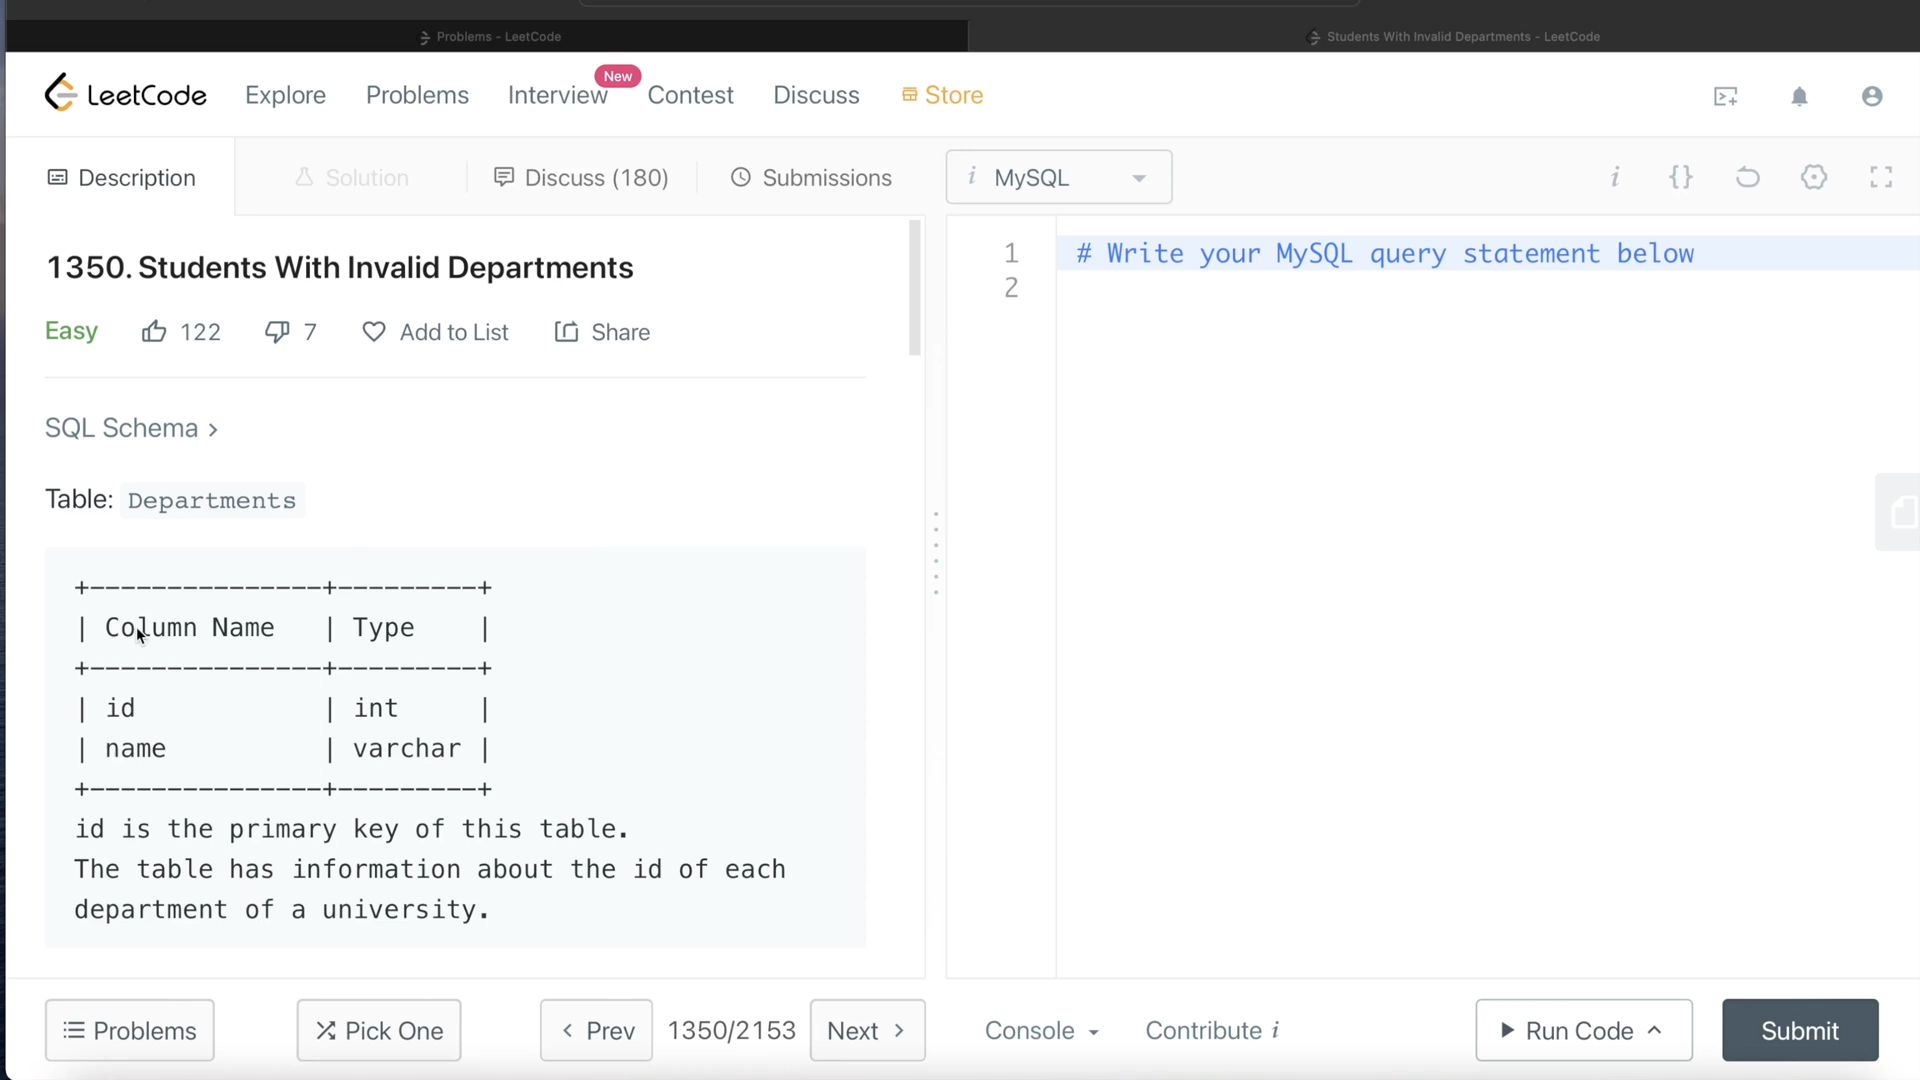 Problems - LeetCode
Students With Invalid Departments - LeetCode
LeetCode
Explore
Problems
Interview
New
Contest
Discuss
Store
Description
Solution
Discuss (180)
Submissions
i MySQL
i {}
1350. Students With Invalid Departments
Easy
122
7
Add to List
Share
SQL Schema >
Table: Departments
+---------------+---------+
| Column Name   | Type    |
+---------------+---------+
| id            | int     |
| name          | varchar |
+---------------+---------+
id is the primary key of this table.
The table has information about the id of each
department of a university.
1 # Write your MySQL query statement below
2
Problems
Pick One
< Prev
1350/2153
Next >
Console
Contribute i
Run Code
Submit